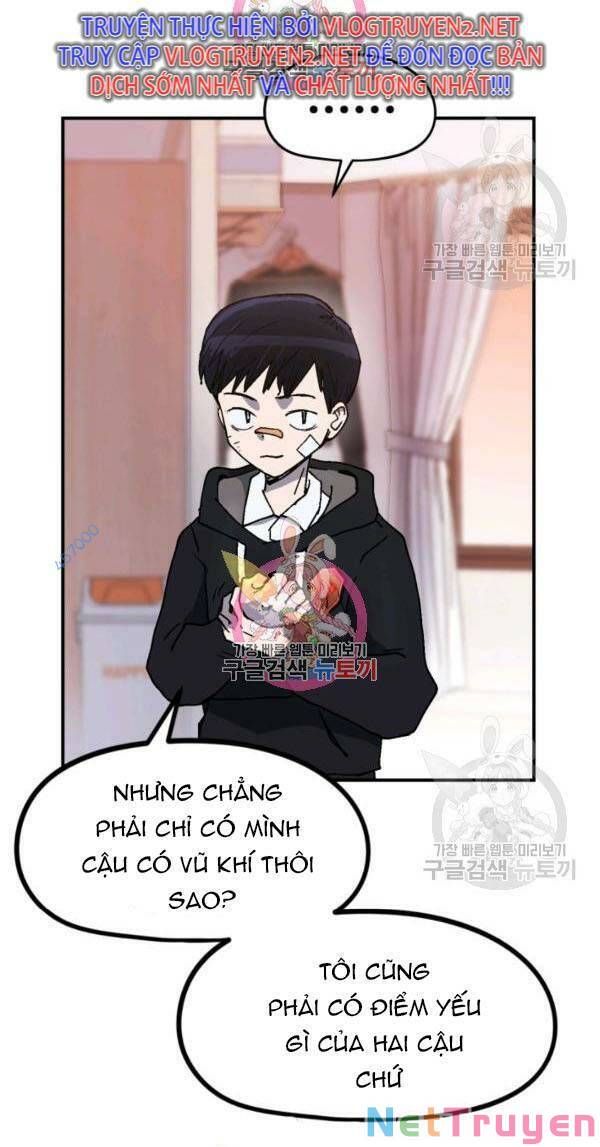 TRUYỆN THỰC HIỆN BỞI VLOGTRUYEN2.NET
TRUY CẬP VLOGTRUYEN2.NET ĐỂ ĐÓN ĐỌC BẢN
DỊCH SỚM NHẤT VÀ CHẤT LƯỢNG NHẤT!!!
......
가장 빠른 웹툰 미리보기
구글검색 뉴토끼
467000
HAPPY
가장 빠른 웹툰 미리보기
구글검색 뉴토끼
NHƯNG CHẲNG
PHẢI CHỈ CÓ MÌNH
CẬU CÓ VŨ KHÍ THÔI
SAO?
가장 빠른 웹툰 미리보기
구글검색 뉴토끼
TÔI CŨNG
PHẢI CÓ ĐIỂM YẾU
GÌ CỦA HAI CẬU
CHỨ
NetTruyen